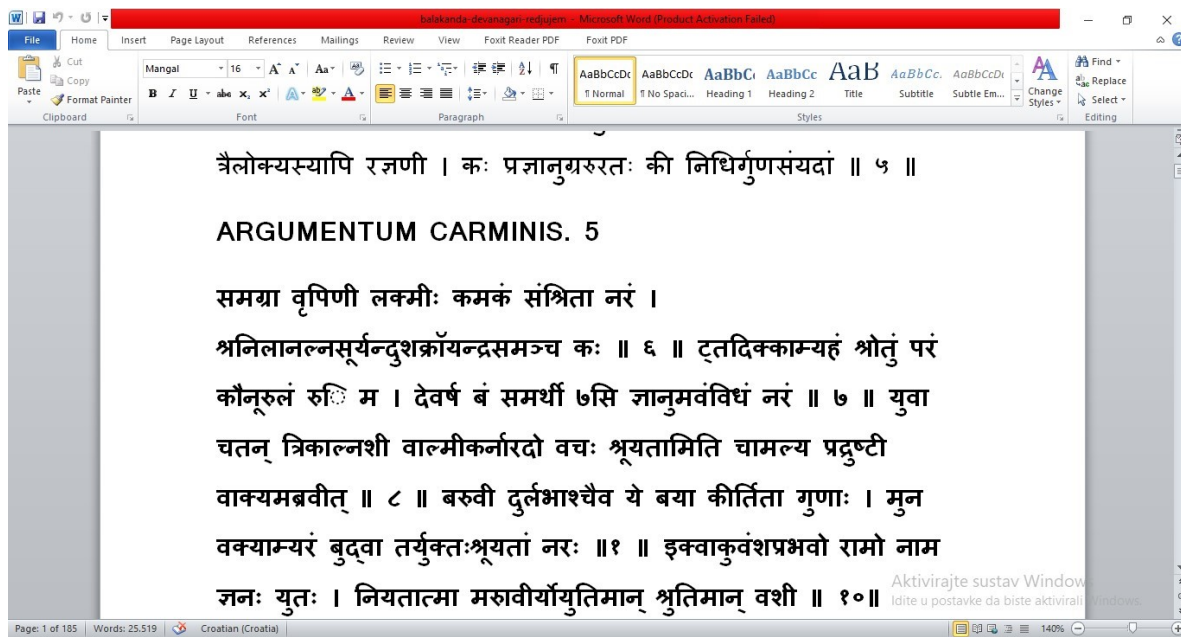 balakanda-devanagari-redjujem - Microsoft Word (Product Activation Failed)
File Home Insert Page Layout References Mailings Review View Foxit Reader PDF Foxit PDF
Paste Cut Copy Format Painter Clipboard
Mangal 16 Font
Paragraph
AaBbCcDc AaBbCcDc AaBbC AaBbCc AaB AaBbCc. AaBbCcDc
¶ Normal ¶ No Spaci... Heading 1 Heading 2 Title Subtitle Subtle Em... Change Styles Styles
Find Replace Select Editing
त्रैलोक्यस्यापि रज्ञणी । कः प्रज्ञानुग्ररुरतः की निधिर्गुणसंयदां ॥ ५ ॥
ARGUMENTUM CARMINIS. 5
समग्रा वृपिणी लक्मीः कमकं संश्रिता नरं ।
श्रनिलानल्नसूर्यन्दुशक्रॉयन्द्रसमञ्च कः ॥ ६ ॥ ट्तदिक्काम्यहं श्रोतुं परं
कौनूरुलं रुि म । देवर्ष बं समर्थी ७सि ज्ञानुमवंविधं नरं ॥ ७ ॥ युवा
चतन् त्रिकाल्नशी वाल्मीकर्नारदो वचः श्रूयतामिति चामल्य प्रद्रुष्टी
वाक्यमब्रवीत् ॥ ८ ॥ बरुवी दुर्लभाश्चैव ये बया कीर्तिता गुणाः । मुन
वक्याम्यरं बुद्वा तर्युक्तःश्रूयतां नरः ॥१ ॥ इक्वाकुवंशप्रभवो रामो नाम
ज्ञनः युतः । नियतात्मा मरुावीर्योयुतिमान् श्रुतिमान् वशी ॥ १०॥
Aktivirajte sustav Windows
Idite u postavke da biste aktivirali Windows.
Page: 1 of 185 Words: 25.519 Croatian (Croatia) 140%